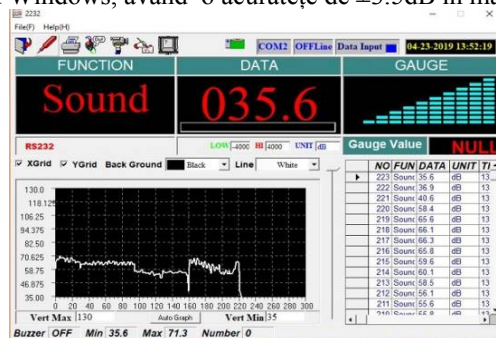 Windows, având o acuratețe de ±3.5dB în
2232
File(F) Help(H)
COM2 OFFLine Data Input 04-23-2019 13:52:19
FUNCTION DATA GAUGE
Sound 035.6
RS232 LOW -4000 HI 4000 UNIT dB Gauge Value NULL
XGrid YGrid Back Ground Black Line White
NO FUN DATA UNIT TI
223 Sound 35.6 dB 13
222 Sound 36.9 dB 13
221 Sound 40.6 dB 13
220 Sound 58.4 dB 13
219 Sound 65.6 dB 13
218 Sound 66.1 dB 13
217 Sound 66.3 dB 13
216 Sound 65.8 dB 13
215 Sound 59.6 dB 13
214 Sound 60.1 dB 13
213 Sound 58.5 dB 13
212 Sound 56.1 dB 13
211 Sound 55.6 dB 13
130.0
118.125
106.25
94.375
82.50
70.625
58.75
46.875
35.00
0 20 40 60 80 100 120 140 160 180 200 220 240 260 280 300
Vert Max 130 Auto Graph Vert Min 35
Buzzer OFF Min 35.6 Max 71.3 Number 0